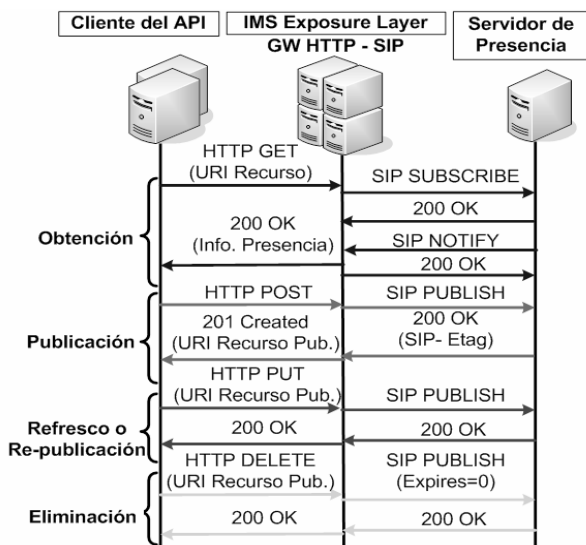 Cliente del API
IMS Exposure Layer
GW HTTP - SIP
Servidor de
Presencia
HTTP GET
(URI Recurso)
SIP SUBSCRIBE
200 OK
200 OK
(Info. Presencia)
SIP NOTIFY
200 OK
Obtención
HTTP POST
SIP PUBLISH
201 Created
(URI Recurso Pub.)
200 OK
(SIP- Etag)
Publicación
HTTP PUT
(URI Recurso Pub.)
SIP PUBLISH
200 OK
200 OK
Refresco o
Re-publicación
HTTP DELETE
(URI Recurso Pub.)
SIP PUBLISH
(Expires=0)
200 OK
200 OK
Eliminación